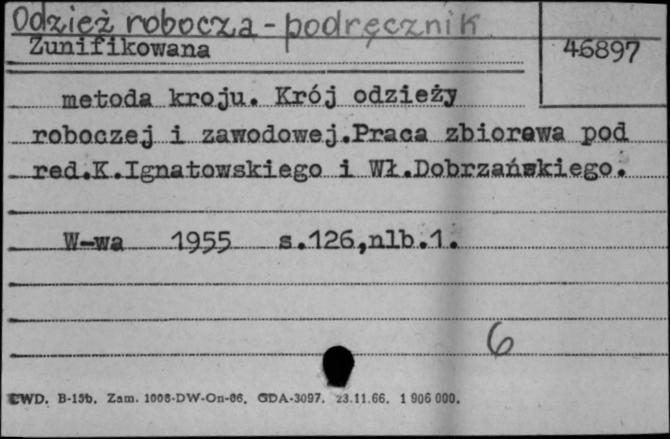 Odzież robocza - podręcznik
Zunifikowana
46897
metoda kroju. Krój odzieży
roboczej i zawodowej.Praca zbiorowa pod
red.K.Ignatowskiego i Wł.Dobrzańskiego.
W-wa 1955 s.126,nlb.1.
6
CWD. B-15b. Zam. 1008-DW-On-66. GDA-3097. 23.11.66. 1 906 000.